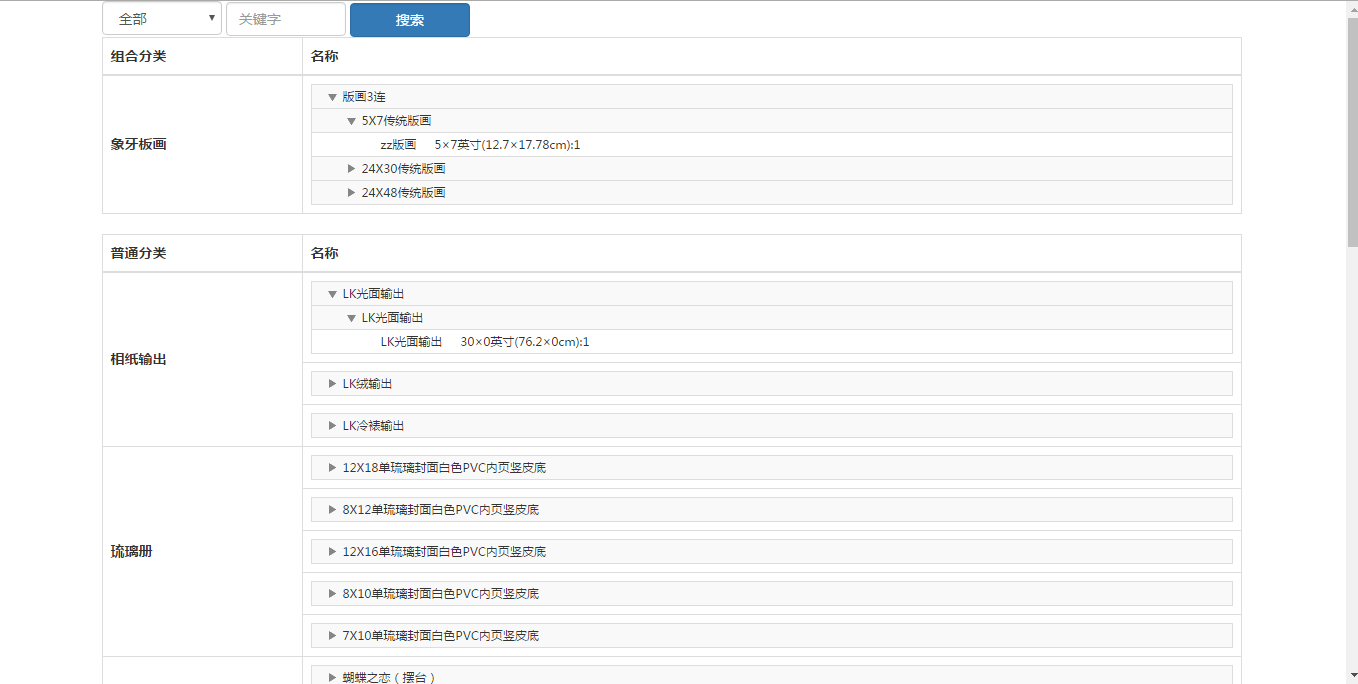 全部 关键字 搜索
组合分类 名称
版画3连
5X7传统版画
象牙板画
zz版画 5×7英寸(12.7×17.78cm):1
24X30传统版画
24X48传统版画
普通分类 名称
LK光面输出
LK光面输出
LK光面输出 30×0英寸(76.2×0cm):1
相纸输出
LK绒输出
LK冷裱输出
12X18单琉璃封面白色PVC内页竖皮底
8X12单琉璃封面白色PVC内页竖皮底
琉璃册
12X16单琉璃封面白色PVC内页竖皮底
8X10单琉璃封面白色PVC内页竖皮底
7X10单琉璃封面白色PVC内页竖皮底
蝴蝶之恋（摆台）